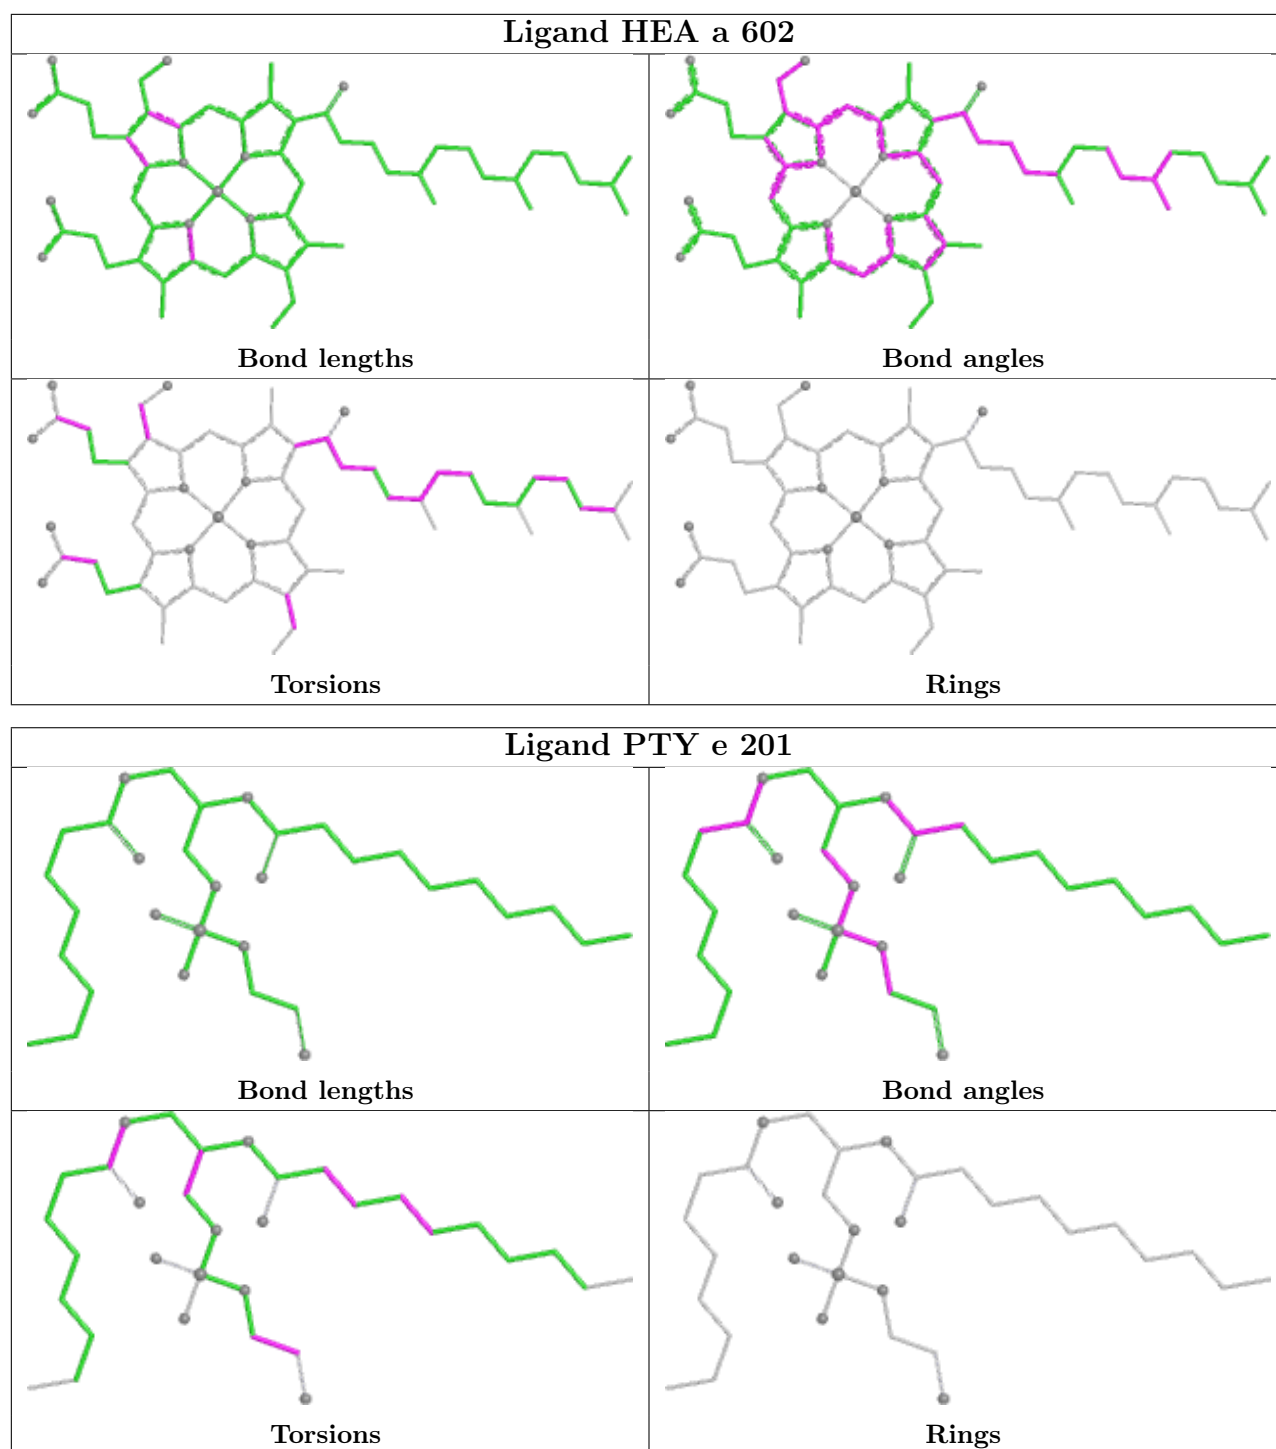 Ligand HEA a 602
Bond lengths
Bond angles
Torsions
Rings
Ligand PTY e 201
Bond lengths
Bond angles
Torsions
Rings